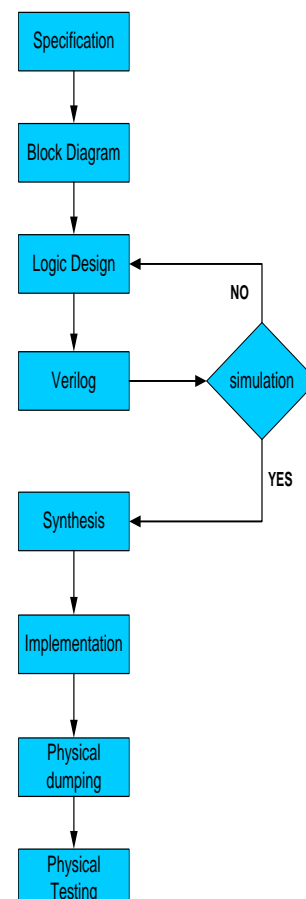 Specification
Block Diagram
Logic Design
NO
Verilog
simulation
YES
Synthesis
Implementation
Physical
dumping
Physical
Testing